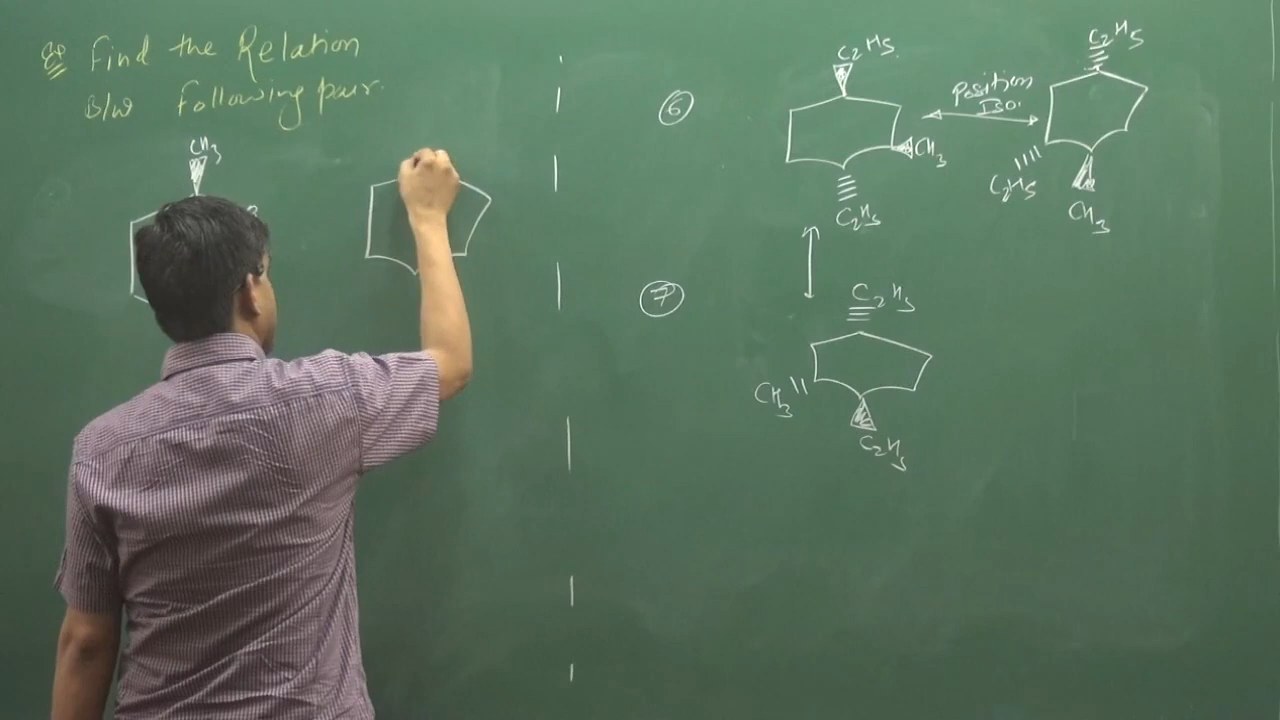 Ex Find the Relation
B/w following pair.
CH3
6
C2H5
CH3
C2H5
Position
Iso.
C2H5
C2H5
CH3
7
C2H5
CH3
C2H5